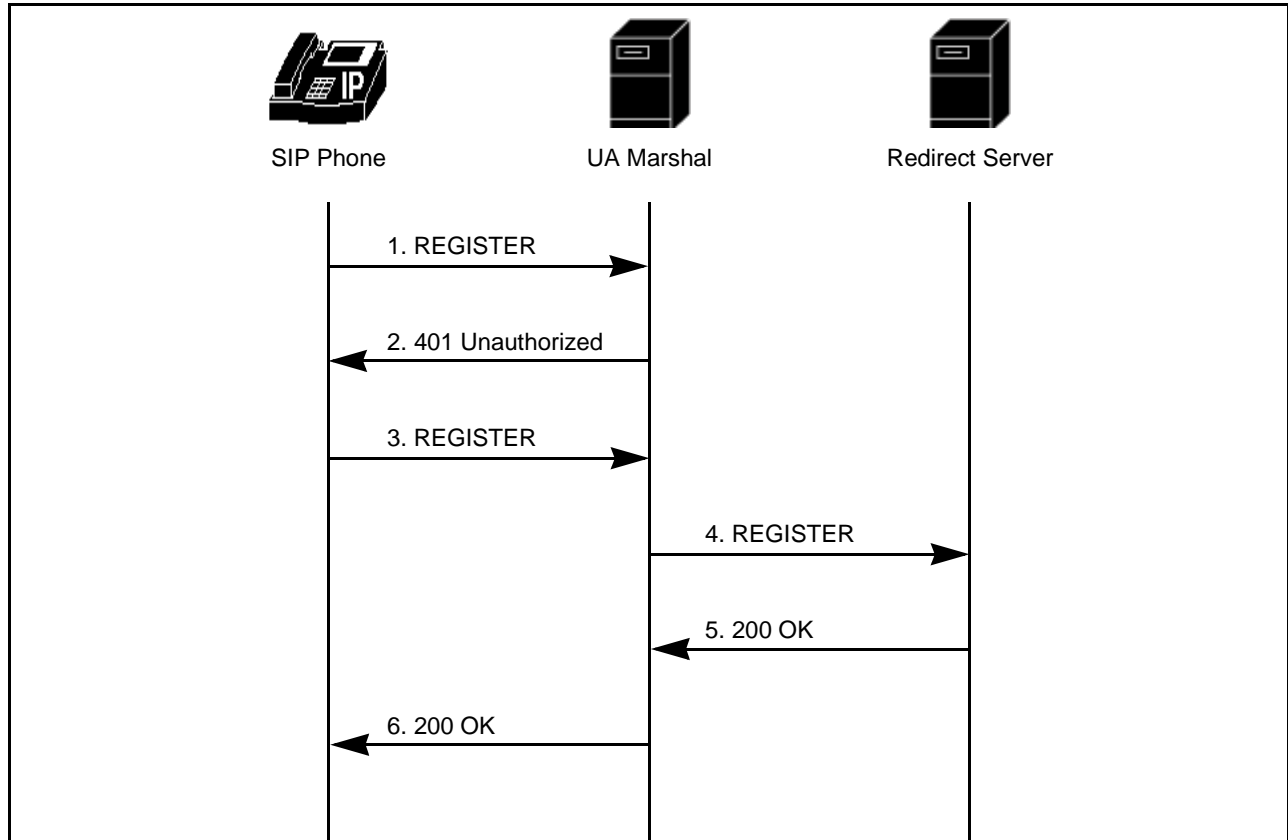 IP
SIP Phone
UA Marshal
Redirect Server
1. REGISTER
2. 401 Unauthorized
3. REGISTER
4. REGISTER
5. 200 OK
6. 200 OK